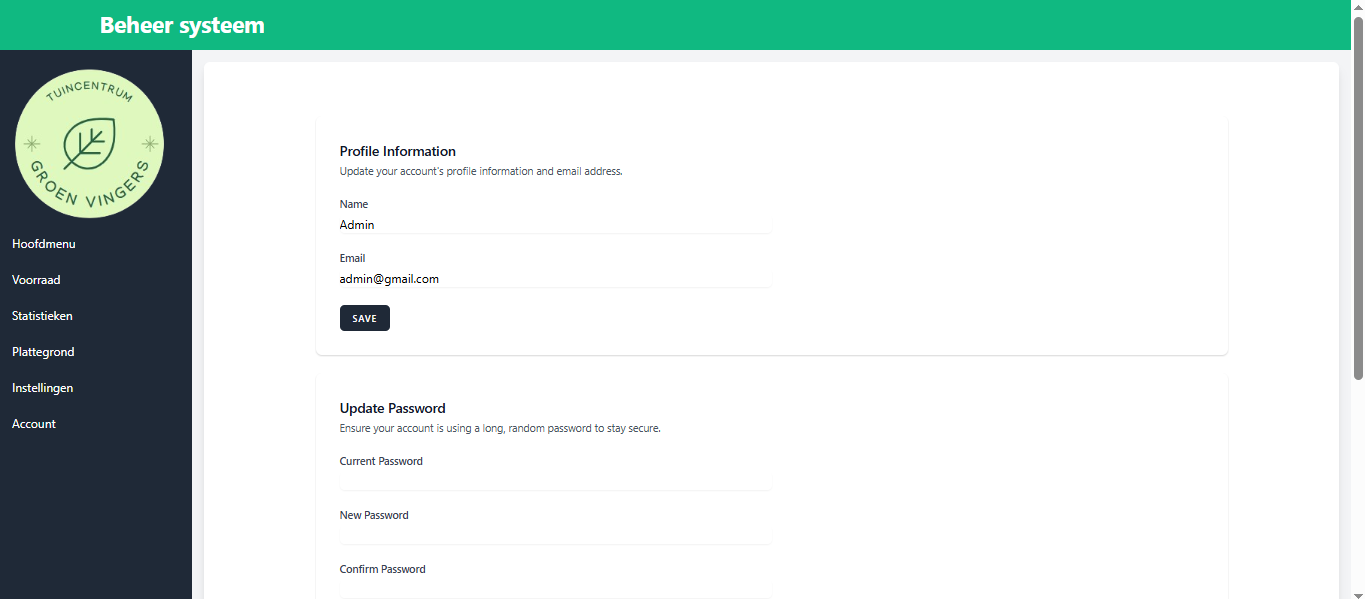 Beheer systeem
TUINCENTRUM
GROEN VINGERS
Hoofdmenu
Voorraad
Statistieken
Plattegrond
Instellingen
Account
Profile Information
Update your account's profile information and email address.
Name
Admin
Email
admin@gmail.com
SAVE
Update Password
Ensure your account is using a long, random password to stay secure.
Current Password
New Password
Confirm Password